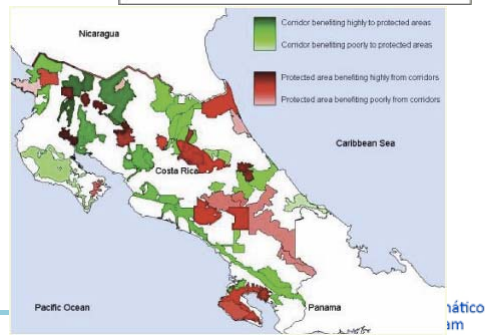 Nicaragua
Corridor benefiting highly to protected areas
Corridor benefiting poorly to protected areas
Protected area benefiting highly from corridors
Protected area benefiting poorly from corridors
Caribbean Sea
Costa Rica
Pacific Ocean
Panama
mático
am